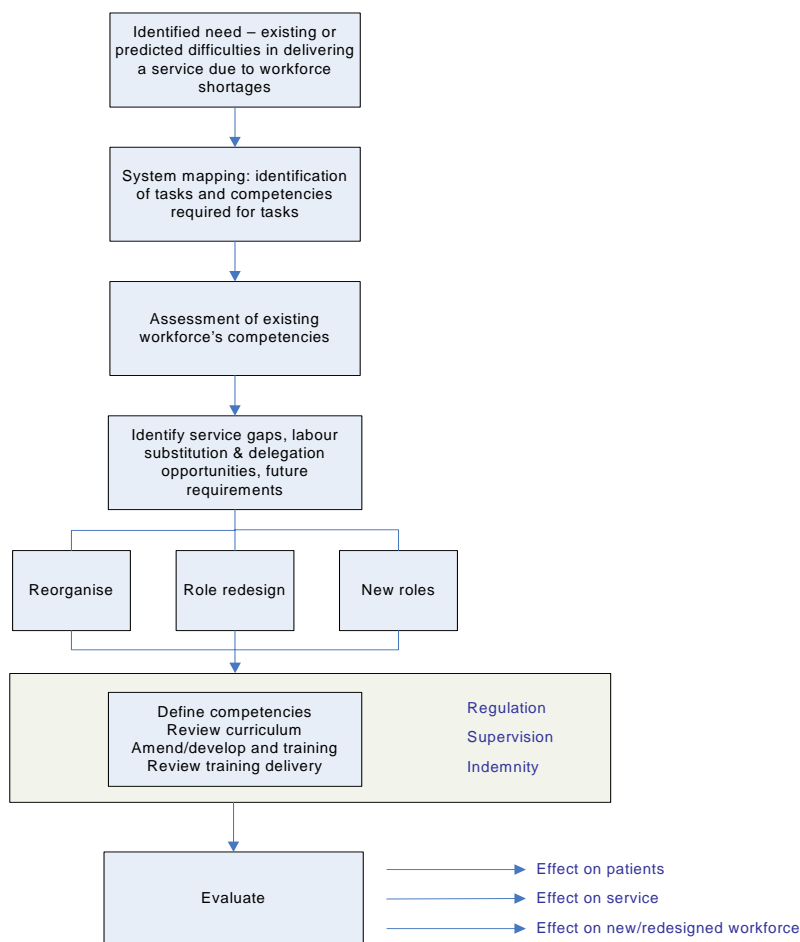 Identified need – existing or
predicted difficulties in delivering
a service due to workforce
shortages
System mapping: identification
of tasks and competencies
required for tasks
Assessment of existing
workforce's competencies
Identify service gaps, labour
substitution & delegation
opportunities, future
requirements
Reorganise
Role redesign
New roles
Define competencies
Review curriculum
Amend/develop and training
Review training delivery
Regulation
Supervision
Indemnity
Evaluate
Effect on patients
Effect on service
Effect on new/redesigned workforce